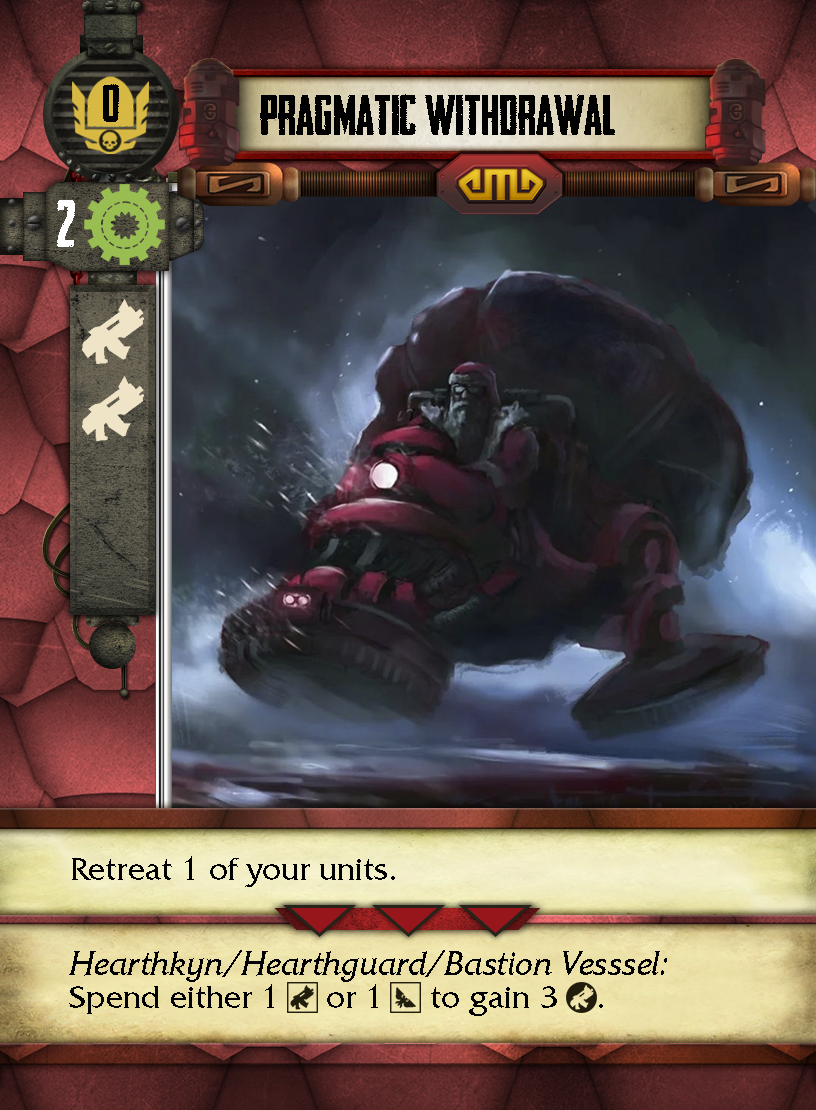 0
PRAGMATIC WITHDRAWAL
2
Retreat 1 of your units.
Hearthkyn/Hearthguard/Bastion Vesssel:
Spend either 1 or 1 to gain 3 .